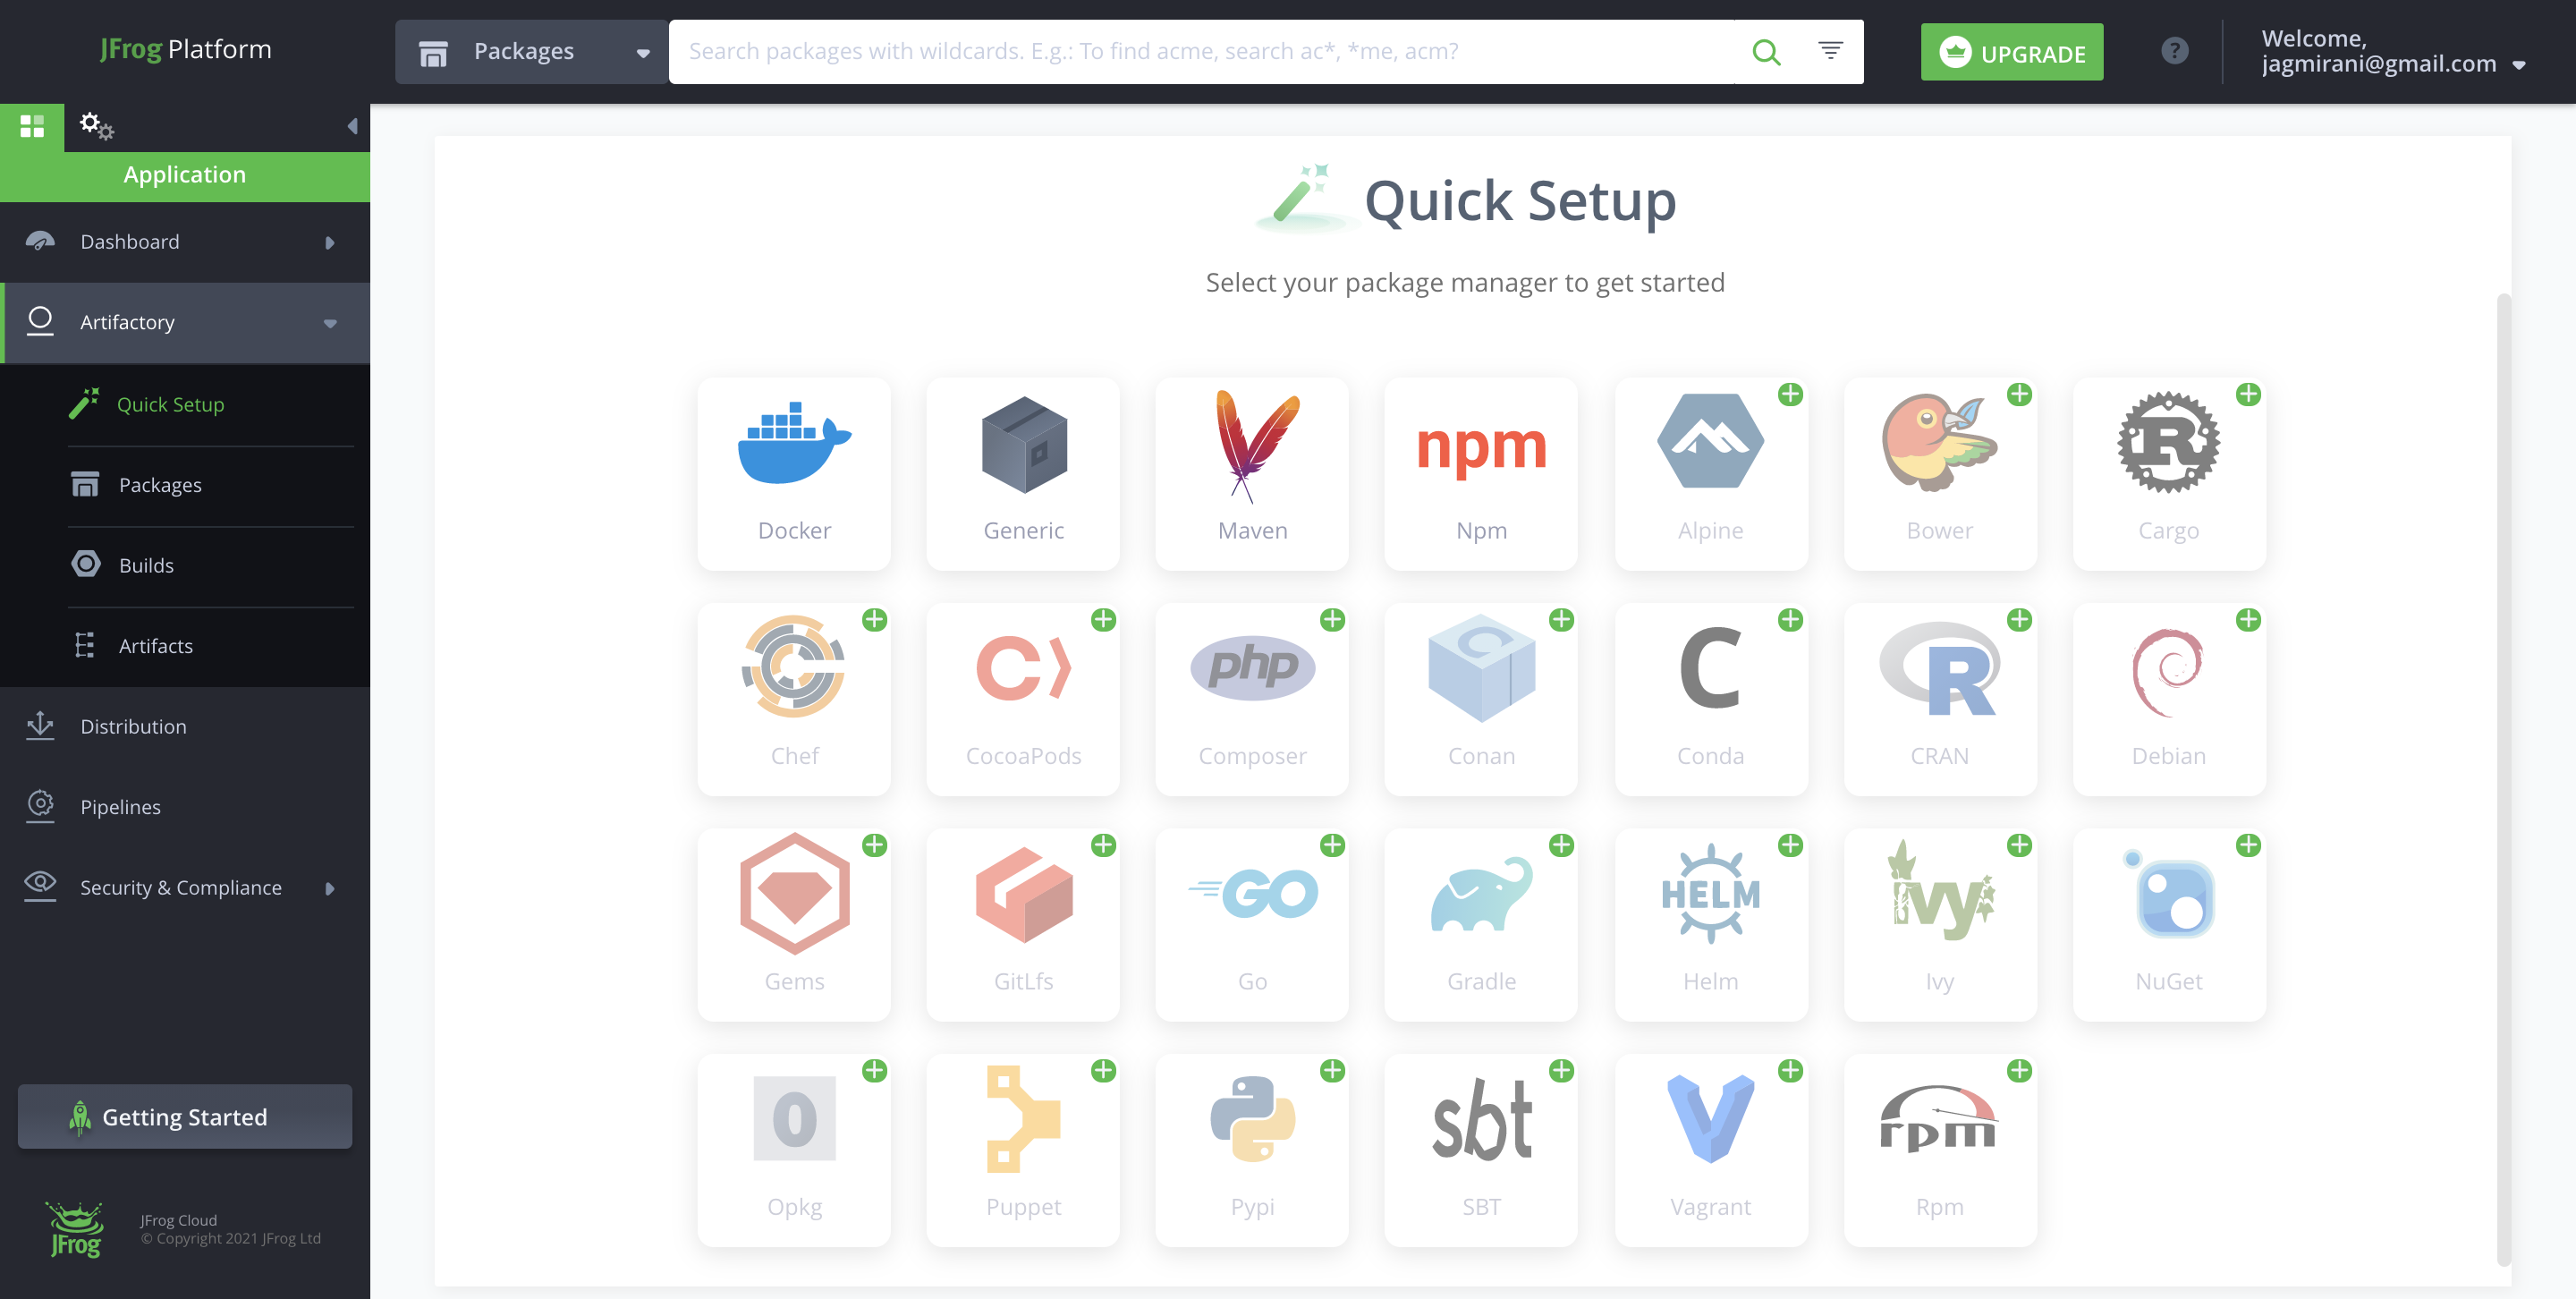 JFrog Platform
Packages
Search packages with wildcards. E.g.: To find acme, search ac*, *me, acm?
UPGRADE
?
Welcome,
jagmirani@gmail.com
Application
Dashboard
Artifactory
Quick Setup
Packages
Builds
Artifacts
Distribution
Pipelines
Security & Compliance
Getting Started
JFrog
JFrog Cloud
© Copyright 2021 JFrog Ltd
Quick Setup
Select your package manager to get started
Docker
Generic
Maven
npm
Npm
Alpine
Bower
R
Cargo
Chef
C
CocoaPods
php
Composer
C
Conan
C
Conda
R
CRAN
Debian
Gems
GitLfs
GO
Go
Gradle
HELM
Helm
ivy
Ivy
NuGet
0
Opkg
Puppet
Pypi
sbt
SBT
V
Vagrant
rpm
Rpm